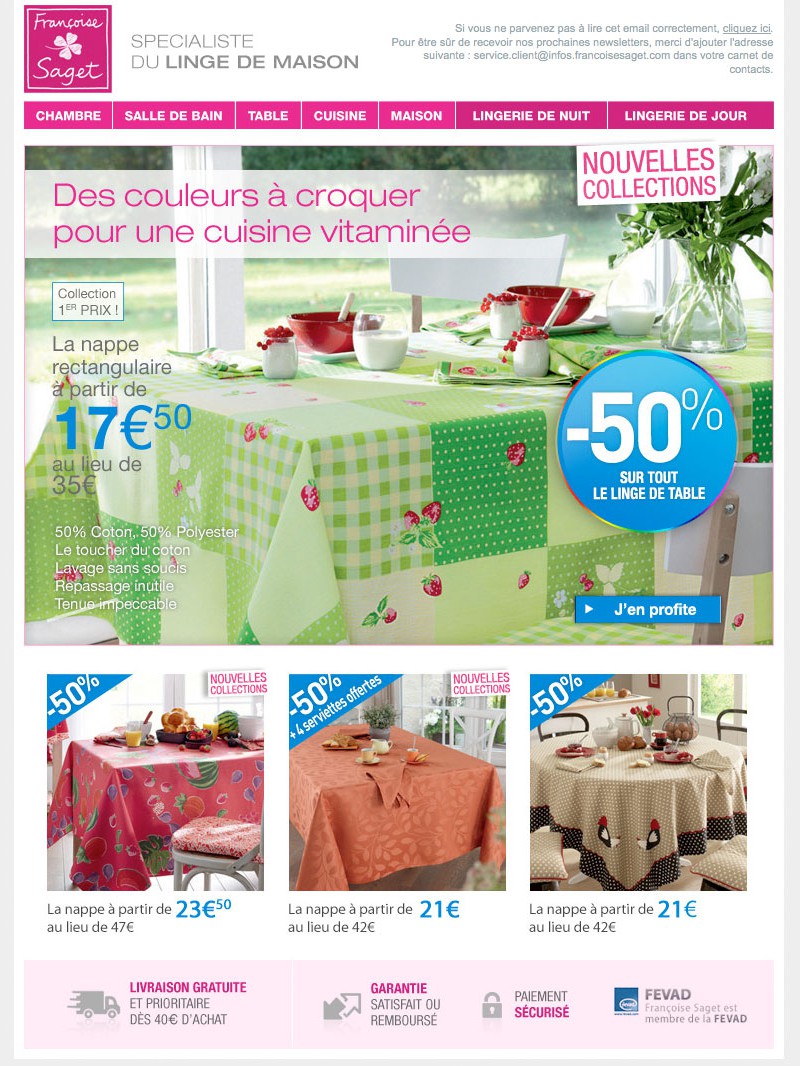 Françoise
Saget
SPECIALISTE
DU LINGE DE MAISON
Si vous ne parvenez pas à lire cet email correctement, cliquez ici.
Pour être sûr de recevoir nos prochaines newsletters, merci d'ajouter l'adresse
suivante : service.client@infos.francoisesaget.com dans votre carnet de
contacts.
CHAMBRE SALLE DE BAIN TABLE CUISINE MAISON LINGERIE DE NUIT LINGERIE DE JOUR
NOUVELLES
COLLECTIONS
Des couleurs à croquer
pour une cuisine vitaminée
Collection
1ER PRIX !
La nappe
rectangulaire
à partir de
17€50
au lieu de
35€
-50%
SUR TOUT
LE LINGE DE TABLE
50% Coton, 50% Polyester
Le toucher du coton
Lavage sans soucis
Repassage inutile
Tenue impeccable
J'en profite
-50%
NOUVELLES
COLLECTIONS
La nappe à partir de 23€50
au lieu de 47€
-50%
+ 4 serviettes offertes
NOUVELLES
COLLECTIONS
La nappe à partir de 21€
au lieu de 42€
-50%
La nappe à partir de 21€
au lieu de 42€
LIVRAISON GRATUITE
ET PRIORITAIRE
DÈS 40€ D'ACHAT
GARANTIE
SATISFAIT OU
REMBOURSÉ
PAIEMENT
SÉCURISÉ
FEVAD
Françoise Saget est
membre de la FEVAD